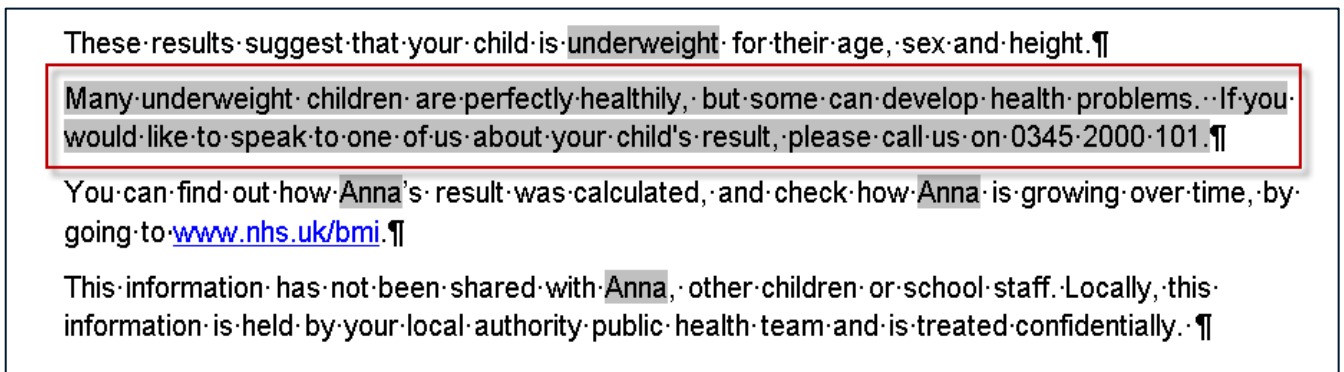 These results suggest that your child is underweight for their age, sex and height.¶
Many underweight children are perfectly healthily, but some can develop health problems.  If you
would like to speak to one of us about your child's result, please call us on 0345 2000 101.¶
You can find out how Anna's result was calculated, and check how Anna is growing over time, by
going to www.nhs.uk/bmi.¶
This information has not been shared with Anna, other children or school staff. Locally, this
information is held by your local authority public health team and is treated confidentially. ¶